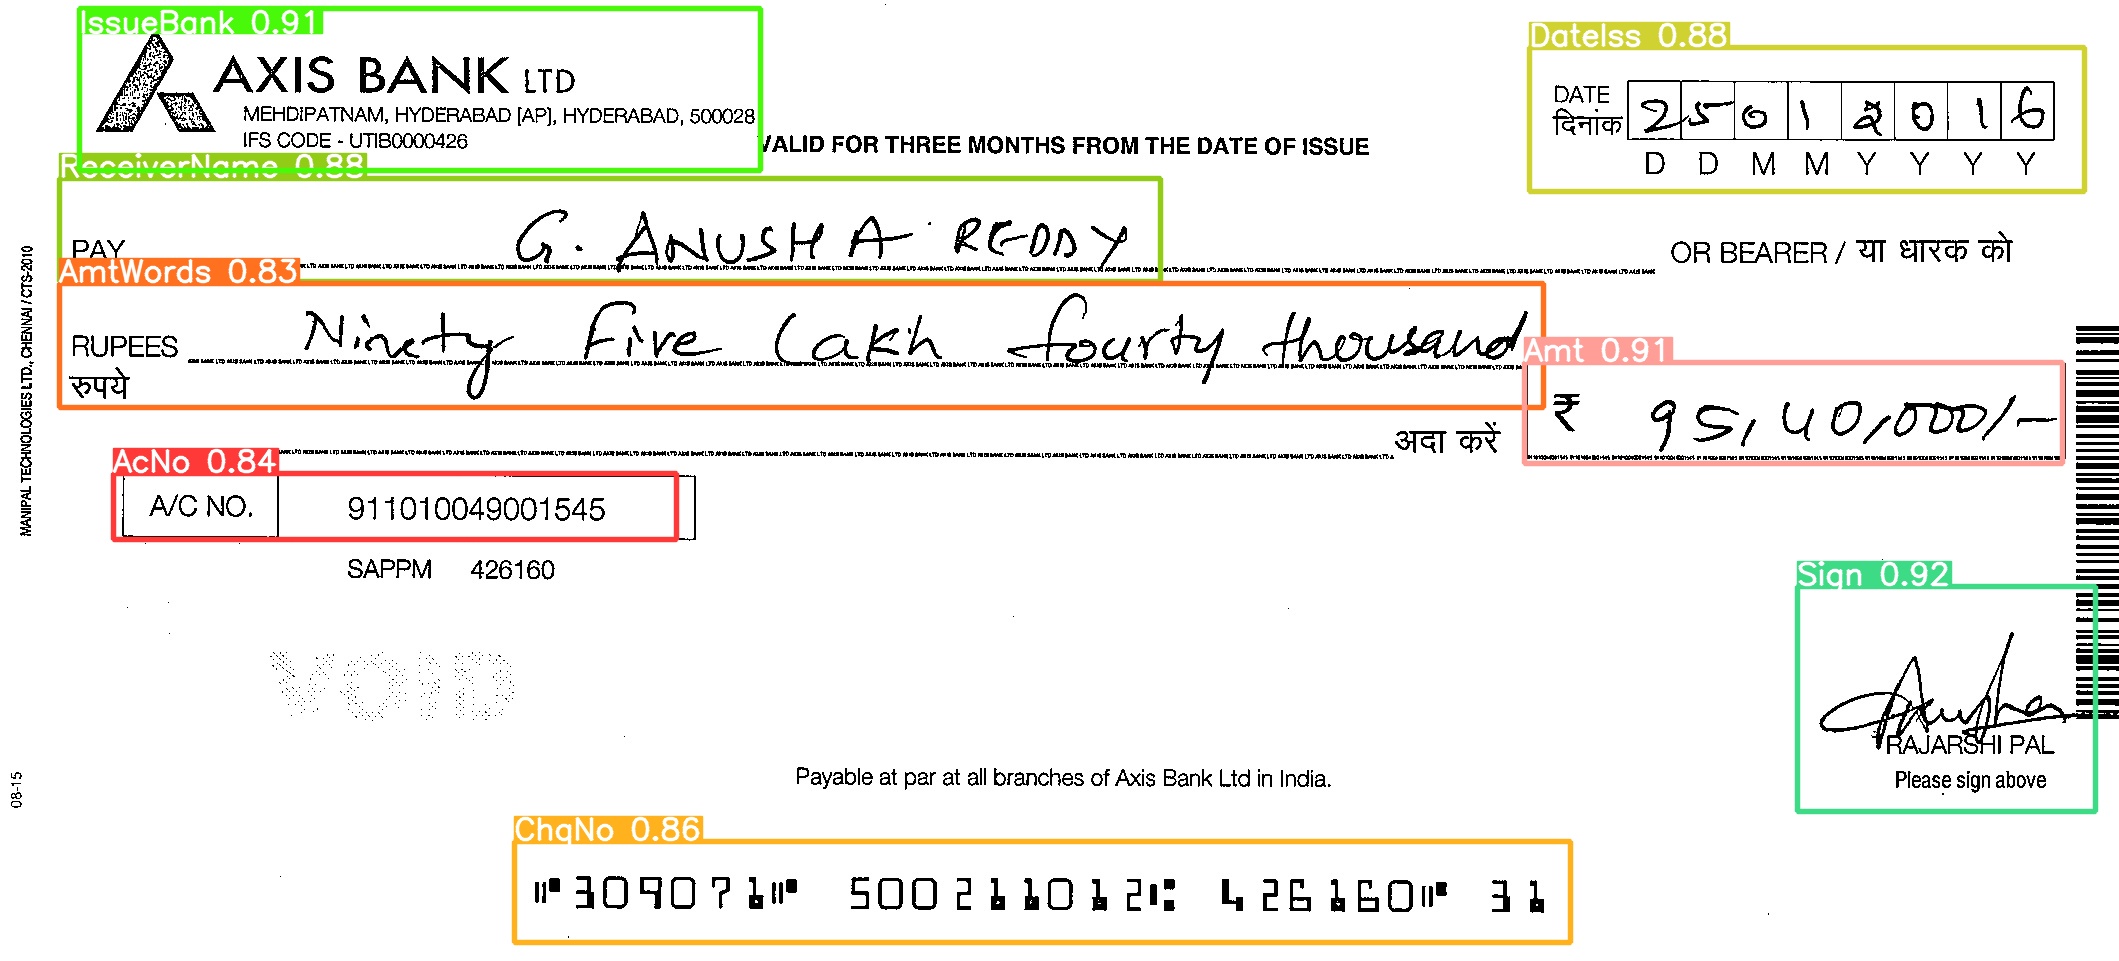 IssueBank 0.91
AXIS BANK LTD
MEHDIPATNAM, HYDERABAD [AP], HYDERABAD, 500028
IFS CODE - UTIB0000426
VALID FOR THREE MONTHS FROM THE DATE OF ISSUE
DateIss 0.88
DATE
दिनांक
2 5 0 1 2 0 1 6
D D M M Y Y Y Y
ReceiverName 0.88
PAY G. ANUSHA REDDY
OR BEARER / या धारक को
AmtWords 0.83
RUPEES Ninety Five Lakh fourty thousand
रुपये
अदा करें
Amt 0.91
₹ 95,40,000/-
AcNo 0.84
A/C NO. 911010049001545
SAPPM 426160
VOID
Sign 0.92
RAJARSHI PAL
Please sign above
Payable at par at all branches of Axis Bank Ltd in India.
ChqNo 0.86
⑈309071⑈ 500211012⑆ 426160⑈ 31
MANIPAL TECHNOLOGIES LTD., CHENNAI / CTS-2010
08-15